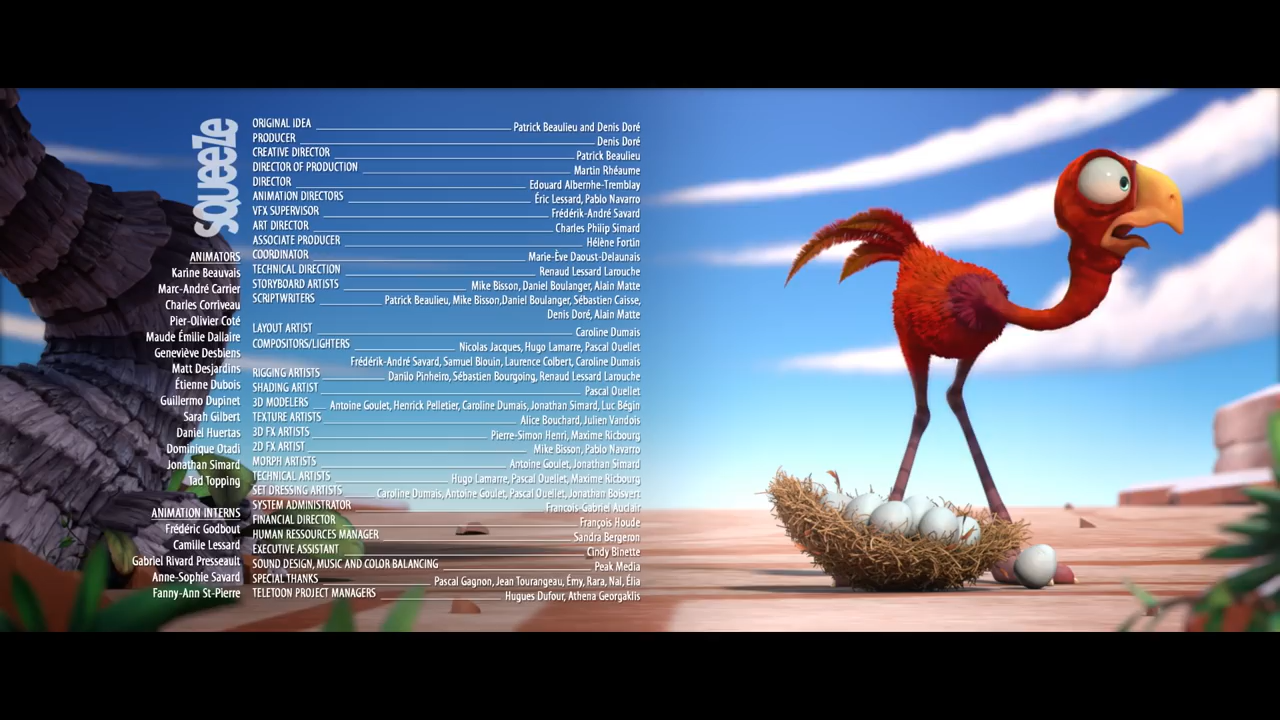 squeeze
ORIGINAL IDEA Patrick Beaulieu and Denis Doré
PRODUCER Denis Doré
CREATIVE DIRECTOR Patrick Beaulieu
DIRECTOR OF PRODUCTION Martin Rhéaume
DIRECTOR Edouard Albernhe-Tremblay
ANIMATION DIRECTORS Éric Lessard, Pablo Navarro
VFX SUPERVISOR Frédérik-André Savard
ART DIRECTOR Charles Philip Simard
ASSOCIATE PRODUCER Hélène Fortin
COORDINATOR Marie-Ève Daoust-Delaunais
TECHNICAL DIRECTION Renaud Lessard Larouche
STORYBOARD ARTISTS Mike Bisson, Daniel Boulanger, Alain Matte
SCRIPTWRITERS Patrick Beaulieu, Mike Bisson,Daniel Boulanger, Sébastien Caisse,
Denis Doré, Alain Matte
LAYOUT ARTIST Caroline Dumais
COMPOSITORS/LIGHTERS Nicolas Jacques, Hugo Lamarre, Pascal Ouellet
Frédérik-André Savard, Samuel Blouin, Laurence Colbert, Caroline Dumais
RIGGING ARTISTS Danilo Pinheiro, Sébastien Bourgoing, Renaud Lessard Larouche
SHADING ARTIST Pascal Ouellet
3D MODELERS Antoine Goulet, Henrick Pelletier, Caroline Dumais, Jonathan Simard, Luc Bégin
TEXTURE ARTISTS Alice Bouchard, Julien Vandois
3D FX ARTISTS Pierre-Simon Henri, Maxime Ricbourg
2D FX ARTIST Mike Bisson, Pablo Navarro
MORPH ARTISTS Antoine Goulet, Jonathan Simard
TECHNICAL ARTISTS Hugo Lamarre, Pascal Ouellet, Maxime Ricbourg
SET DRESSING ARTISTS Caroline Dumais, Antoine Goulet, Pascal Ouellet, Jonathan Boisvert
SYSTEM ADMINISTRATOR Francois-Gabriel Auclair
FINANCIAL DIRECTOR François Houde
HUMAN RESSOURCES MANAGER Sandra Bergeron
EXECUTIVE ASSISTANT Cindy Binette
SOUND DESIGN, MUSIC AND COLOR BALANCING Peak Media
SPECIAL THANKS Pascal Gagnon, Jean Tourangeau, Émy, Rara, Naï, Élia
TELETOON PROJECT MANAGERS Hugues Dufour, Athena Georgaklis
ANIMATORS
Karine Beauvais
Marc-André Carrier
Charles Corriveau
Pier-Olivier Coté
Maude Émilie Dallaire
Geneviève Desbiens
Matt Desjardins
Étienne Dubois
Guillermo Dupinet
Sarah Gilbert
Daniel Huertas
Dominique Otadi
Jonathan Simard
Tad Topping
ANIMATION INTERNS
Frédéric Godbout
Camille Lessard
Gabriel Rivard Presseault
Anne-Sophie Savard
Fanny-Ann St-Pierre